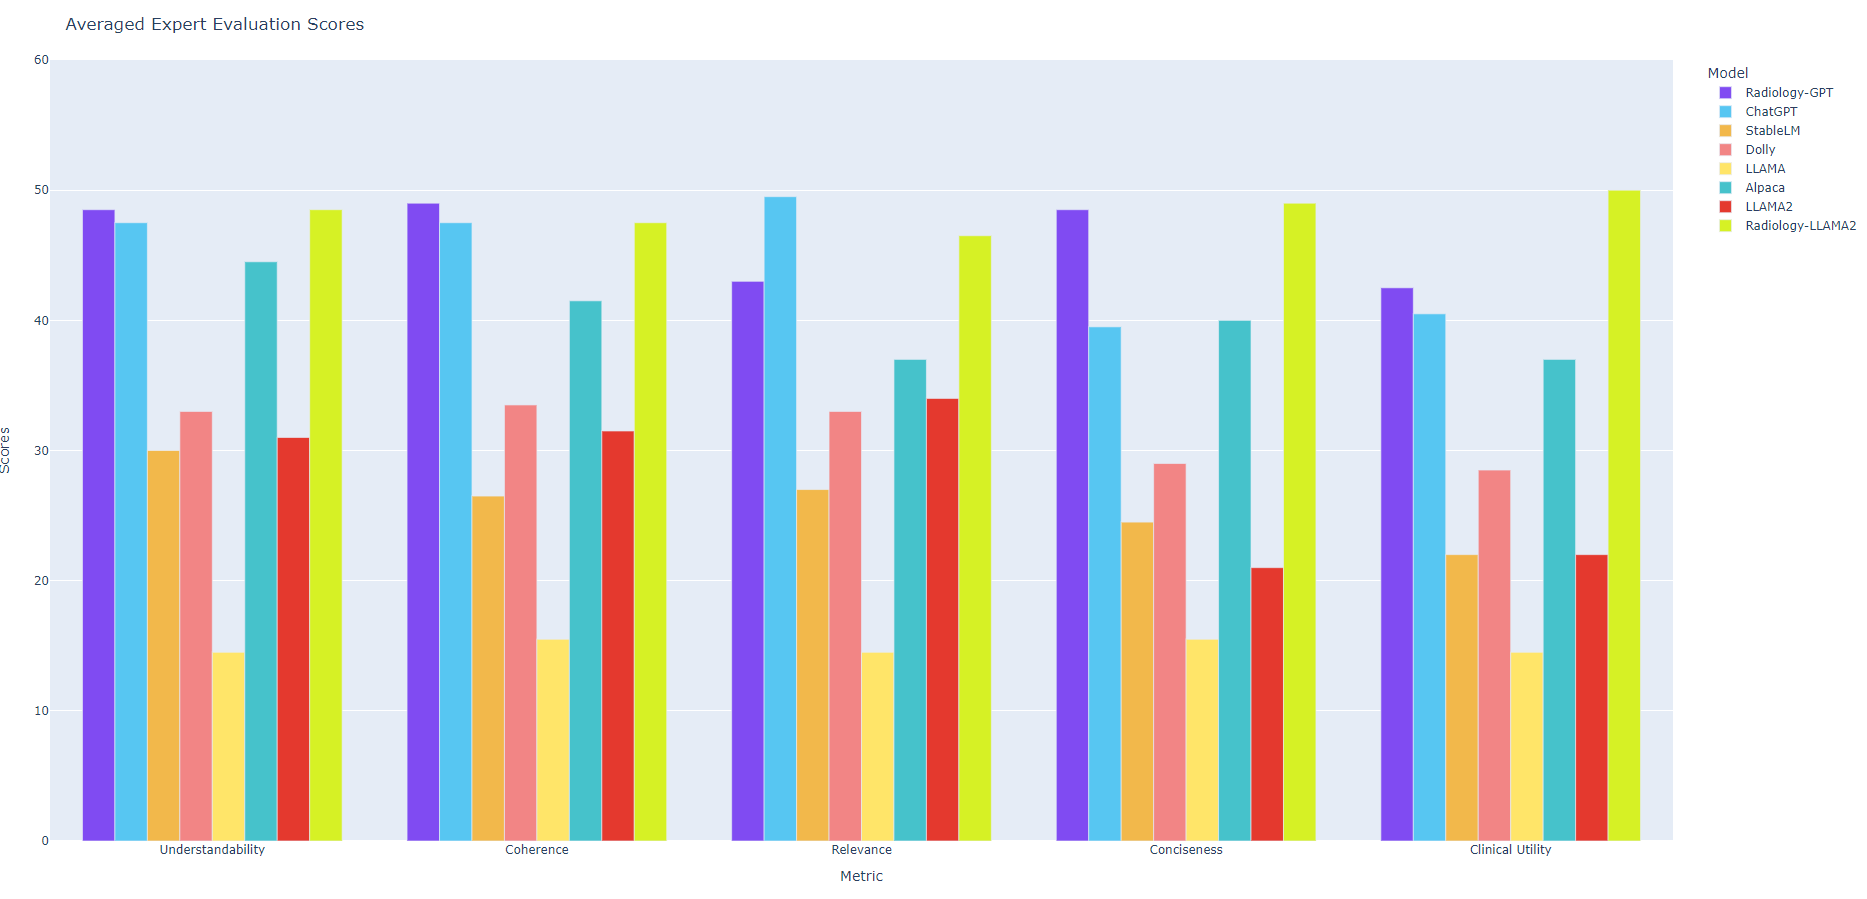 Averaged Expert Evaluation Scores
60
50
40
30
20
10
0
Scores
Understandability
Coherence
Relevance
Conciseness
Clinical Utility
Metric
Model
Radiology-GPT
ChatGPT
StableLM
Dolly
LLAMA
Alpaca
LLAMA2
Radiology-LLAMA2